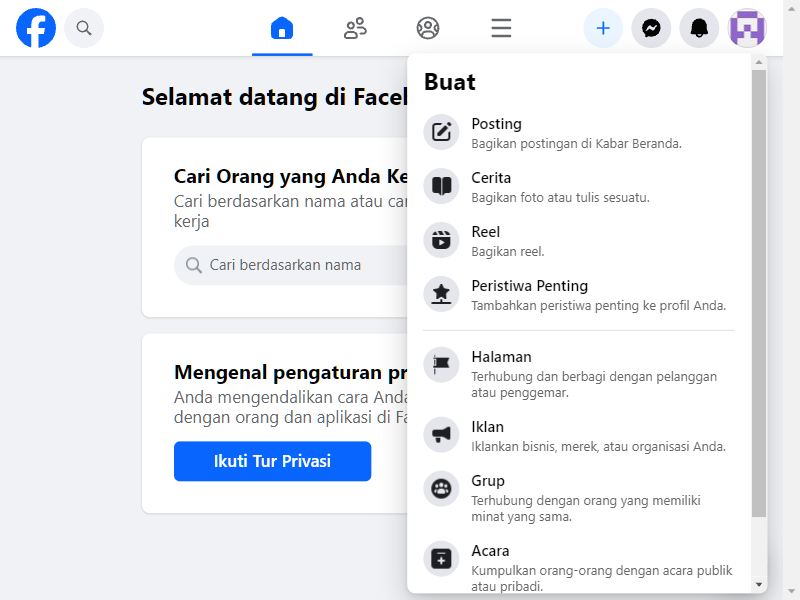 Selamat datang di Facel
Cari Orang yang Anda Ke
Cari berdasarkan nama atau
kerja
Cari berdasarkan nama
Mengenal pengaturan
Anda mengendalikan cara Anda
dengan orang dan aplikasi di
Ikuti Tur Privasi
Buat
Posting
Bagikan postingan di Kabar Beranda.
Cerita
Bagikan foto atau tulis sesuatu.
Reel
Bagikan reel.
Peristiwa Penting
Tambahkan peristiwa penting ke profil Anda.
Halaman
Terhubung dan berbagi dengan pelanggan
atau penggemar.
Iklan
Iklankan bisnis, merek, atau organisasi Anda.
Grup
Terhubung dengan orang yang memiliki
minat yang sama.
Acara
Kumpulkan orang-orang dengan acara publik
atau pribadi.